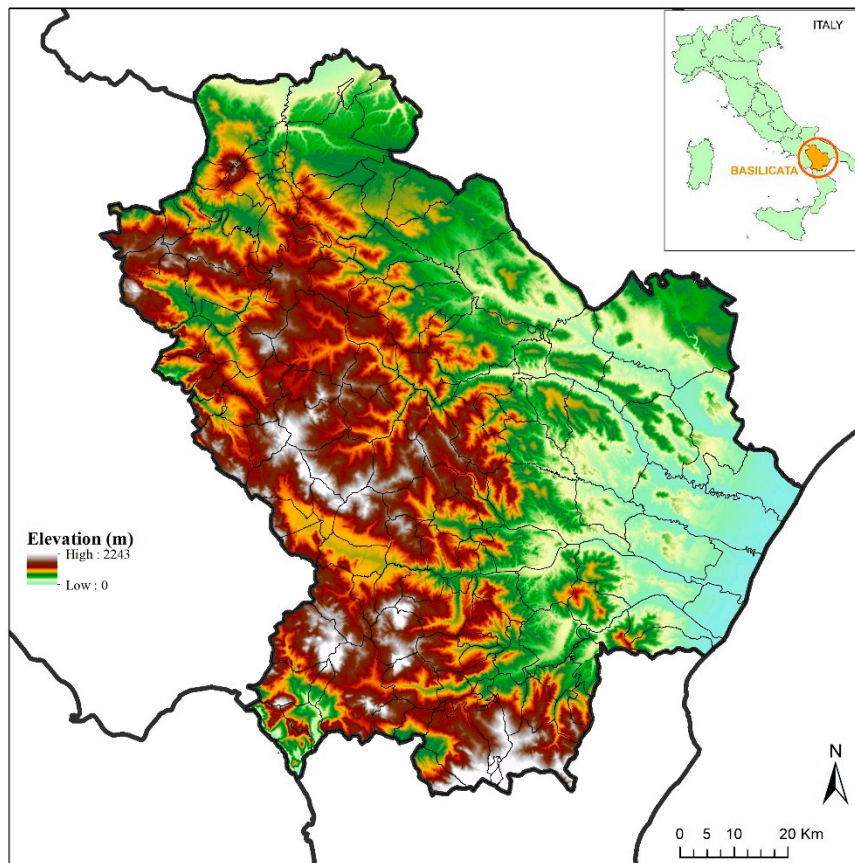 ITALY
BASILICATA
Elevation (m)
High : 2243
Low : 0
N
0 5 10 20 Km